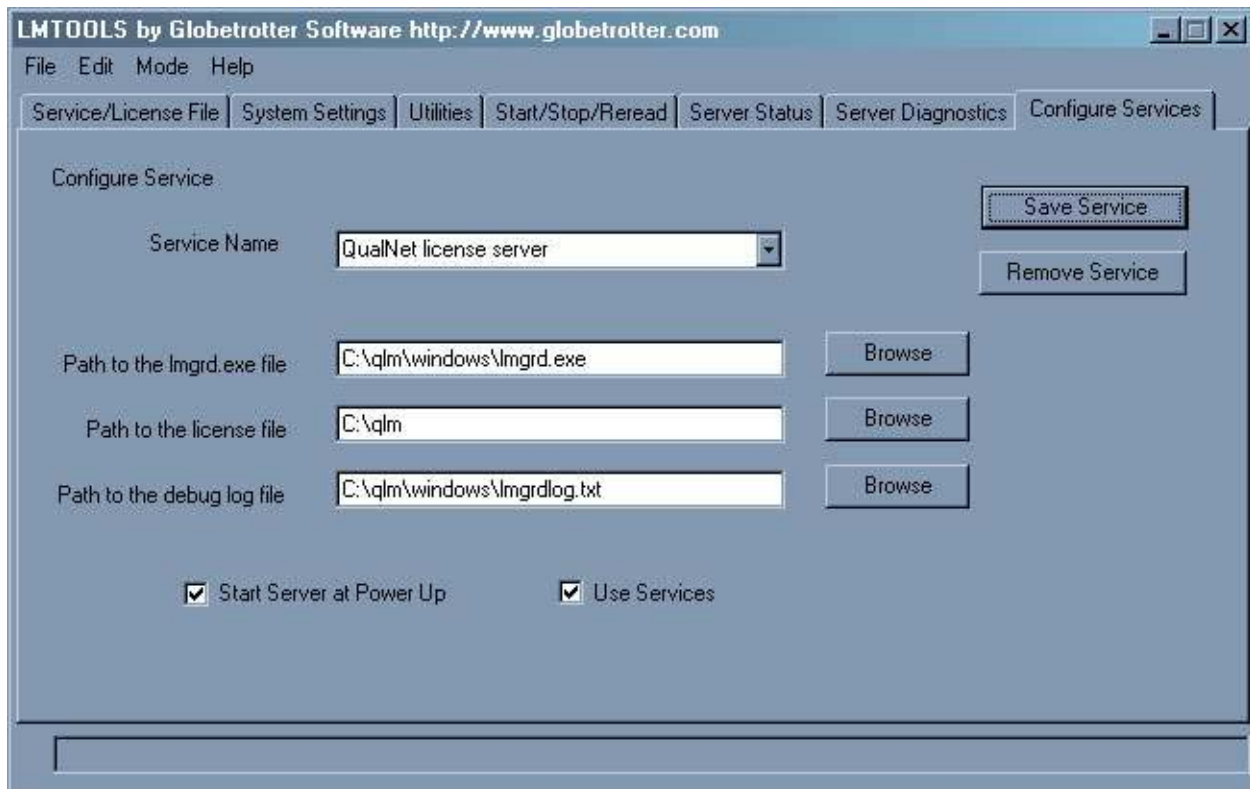 LMTOOLS by Globetrotter Software http://www.globetrotter.com
File Edit Mode Help
Service/License File System Settings Utilities Start/Stop/Reread Server Status Server Diagnostics Configure Services
Configure Service
Save Service
Service Name QualNet license server
Remove Service
Path to the lmgrd.exe file C:\qlm\windows\lmgrd.exe Browse
Path to the license file C:\qlm Browse
Path to the debug log file C:\qlm\windows\lmgrdlog.txt Browse
Start Server at Power Up Use Services